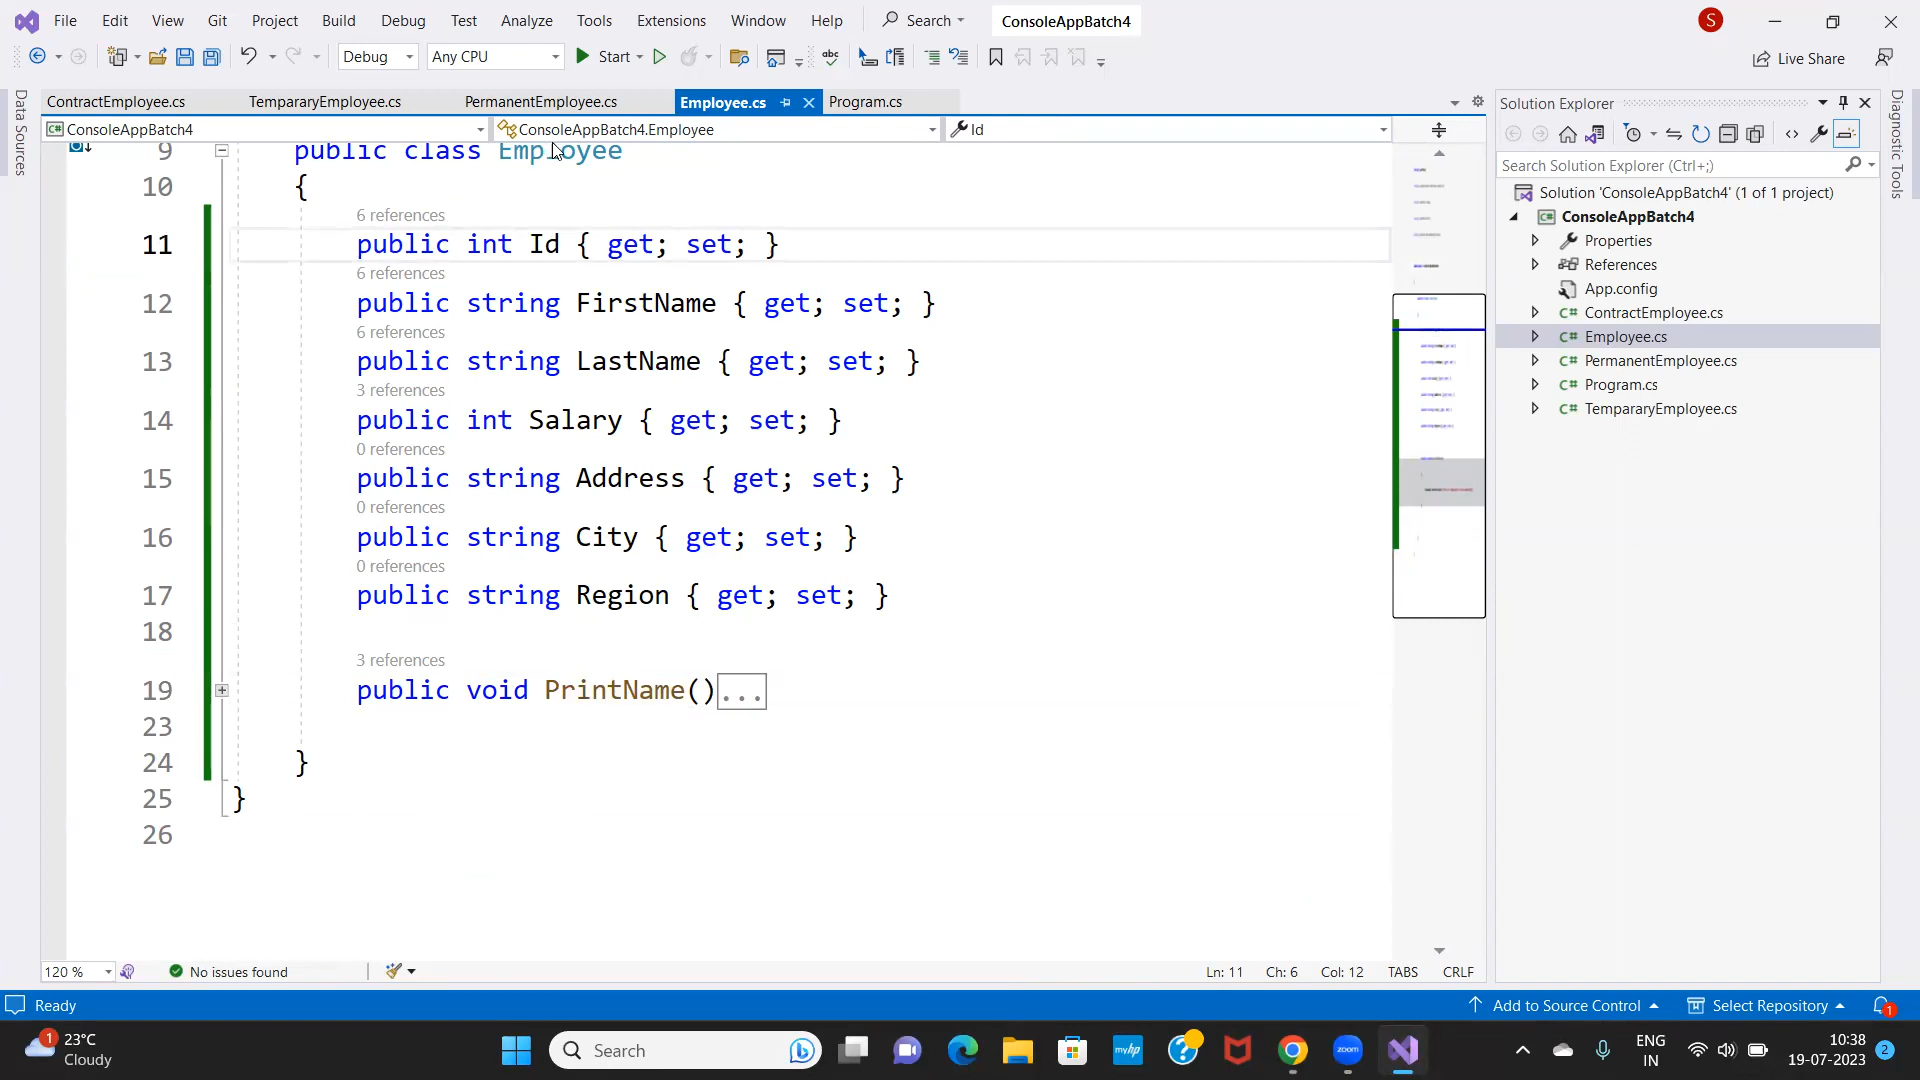 File Edit View Git Project Build Debug Test Analyze Tools Extensions Window Help Search ConsoleAppBatch4 S
Debug Any CPU Start abc Live Share
ContractEmployee.cs TempararyEmployee.cs PermanentEmployee.cs Employee.cs Program.cs
ConsoleAppBatch4 ConsoleAppBatch4.Employee Id
9 public class Employee
10 {
6 references
11 public int Id { get; set; }
6 references
12 public string FirstName { get; set; }
6 references
13 public string LastName { get; set; }
3 references
14 public int Salary { get; set; }
0 references
15 public string Address { get; set; }
0 references
16 public string City { get; set; }
0 references
17 public string Region { get; set; }
18
3 references
19 public void PrintName()...
23
24 }
25 }
26
120 % No issues found Ln: 11 Ch: 6 Col: 12 TABS CRLF
Data Sources
Solution Explorer
Search Solution Explorer (Ctrl+;)
Solution 'ConsoleAppBatch4' (1 of 1 project)
C# ConsoleAppBatch4
Properties
References
App.config
C# ContractEmployee.cs
C# Employee.cs
C# PermanentEmployee.cs
C# Program.cs
C# TempararyEmployee.cs
Diagnostic Tools
Ready Add to Source Control Select Repository 1
1 23°C
Cloudy
Search myhp zoom
ENG
IN
10:38
19-07-2023 2